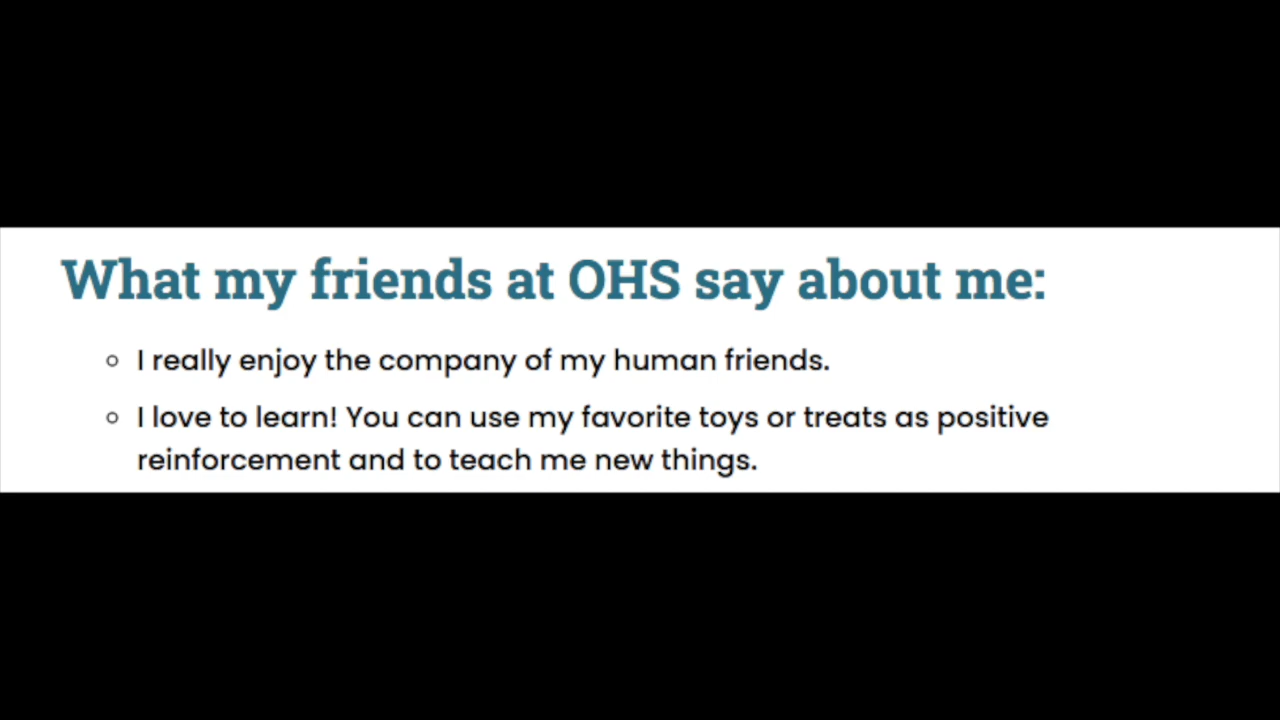 What my friends at OHS say about me:
I really enjoy the company of my human friends.
I love to learn! You can use my favorite toys or treats as positive
reinforcement and to teach me new things.